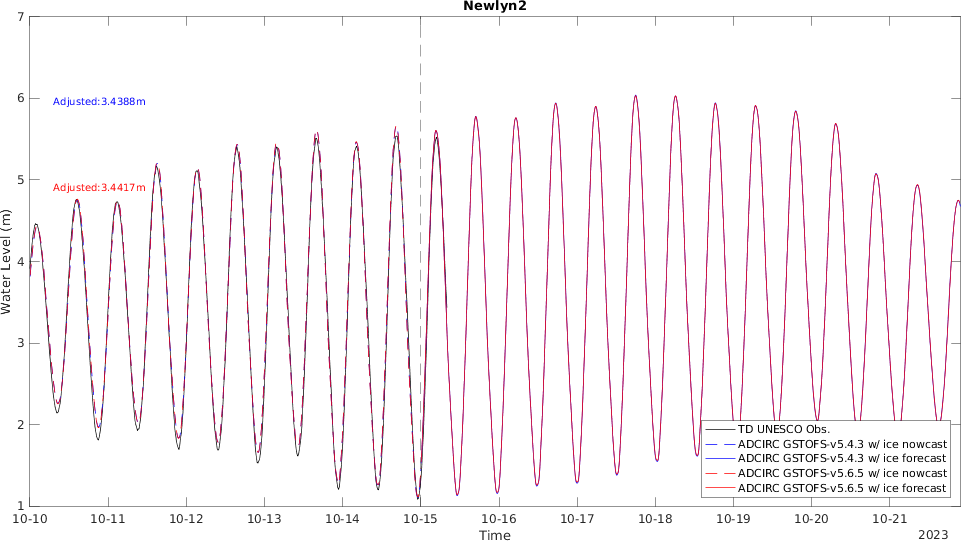 Newlyn2
7
6
5
4
3
2
1
Water Level (m)
Adjusted:3.4388m
Adjusted:3.4417m
TD UNESCO Obs.
ADCIRC GSTOFS-v5.4.3 w/ ice nowcast
ADCIRC GSTOFS-v5.4.3 w/ ice forecast
ADCIRC GSTOFS-v5.6.5 w/ ice nowcast
ADCIRC GSTOFS-v5.6.5 w/ ice forecast
10-10 10-11 10-12 10-13 10-14 10-15 10-16 10-17 10-18 10-19 10-20 10-21
Time
2023